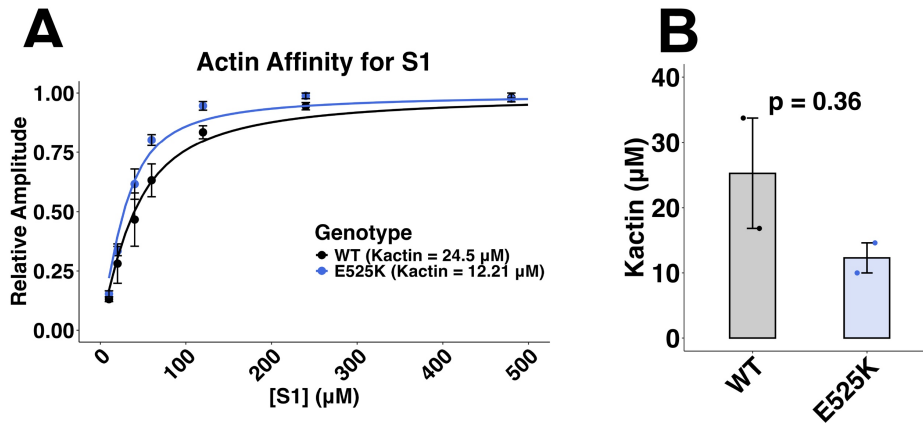 A
Actin Affinity for S1
Relative Amplitude
1.00
0.75
0.50
0.25
0.00
0
100
200
300
400
500
[S1] (µM)
Genotype
WT (Kactin = 24.5 µM)
E525K (Kactin = 12.21 µM)
B
p = 0.36
Kactin (µM)
40
30
20
10
0
WT
E525K